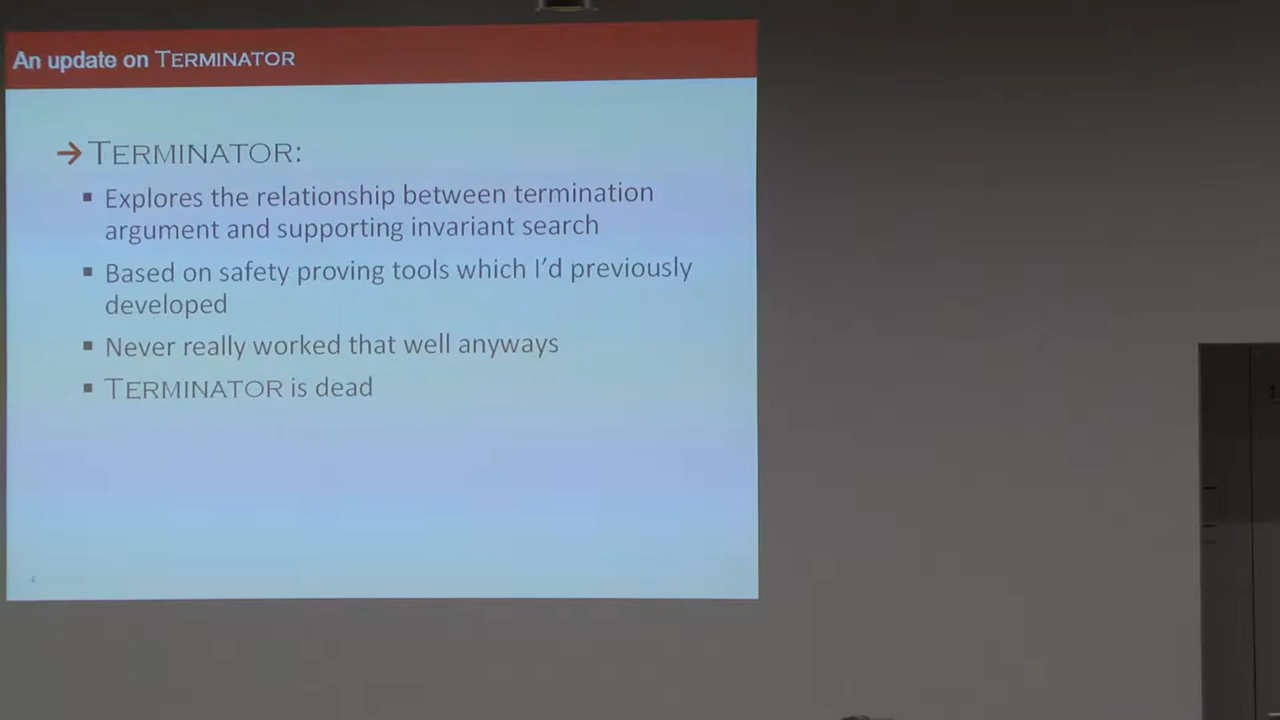 An update on TERMINATOR
→ TERMINATOR:
▪ Explores the relationship between termination
argument and supporting invariant search
▪ Based on safety proving tools which I'd previously
developed
▪ Never really worked that well anyways
▪ TERMINATOR is dead
4